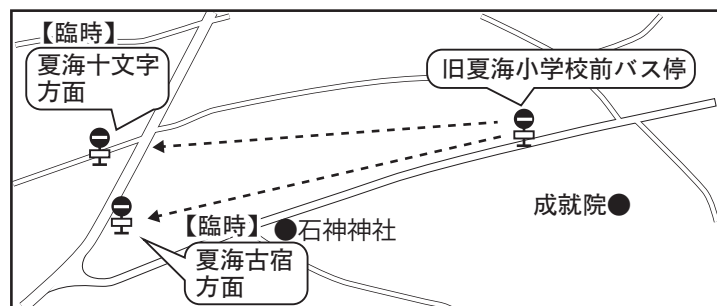 【臨時】
夏海十文字
方面
旧夏海小学校前バス停
成就院
【臨時】
石神神社
夏海古宿
方面